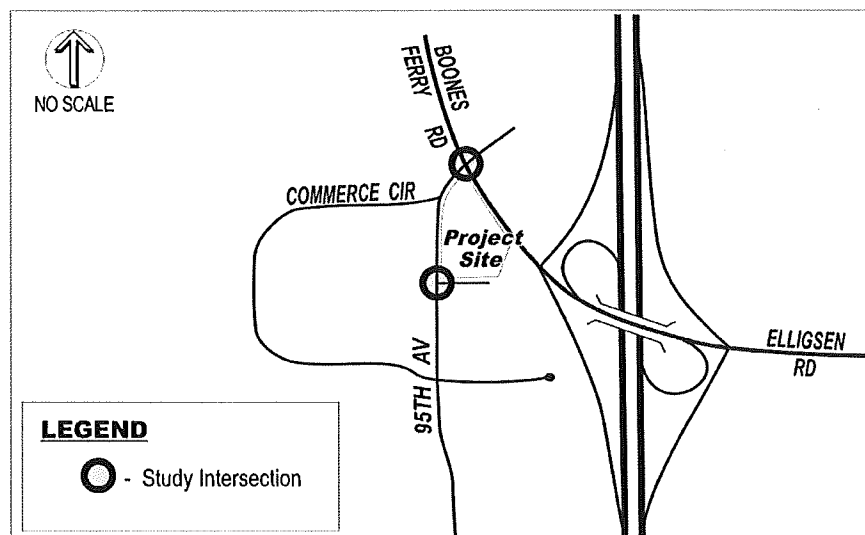 NO SCALE
BOONES
FERRY RD
COMMERCE CIR
Project
Site
ELLIGSEN
RD
95TH AV
LEGEND
- Study Intersection